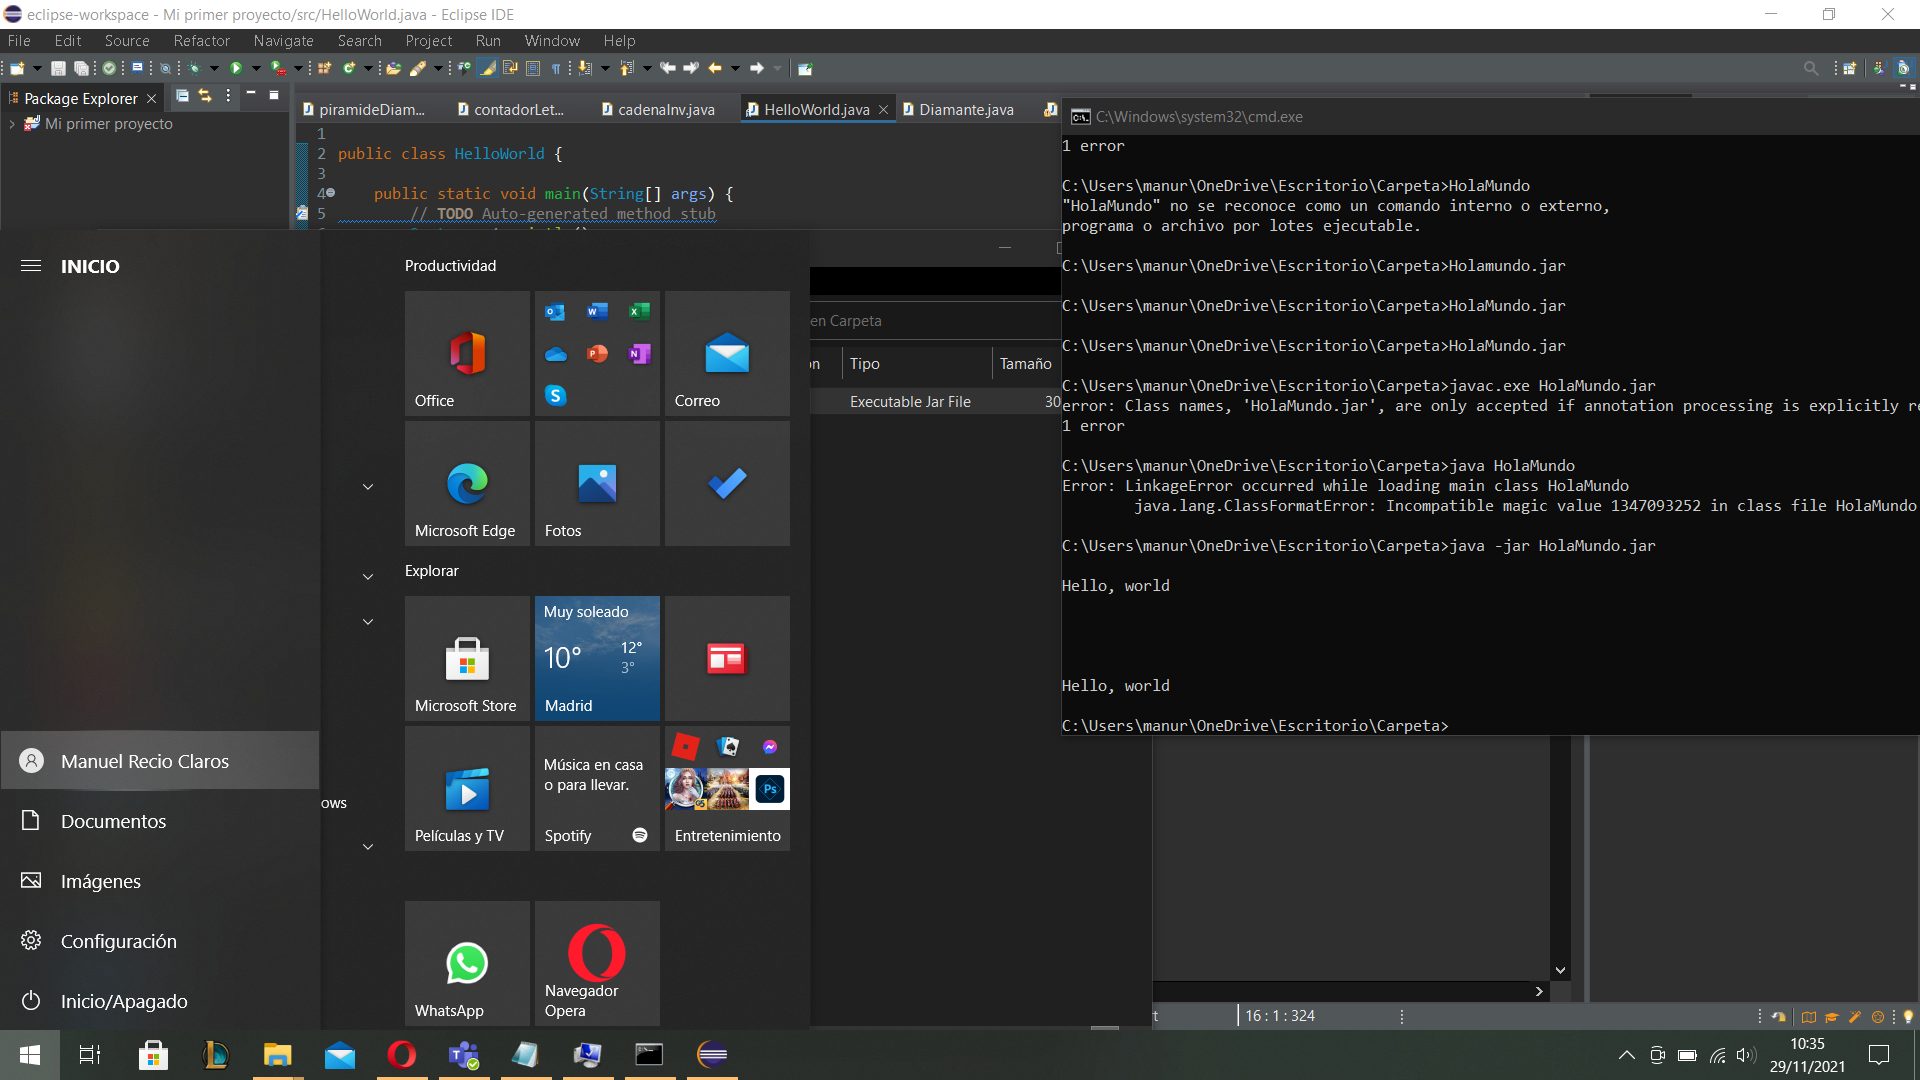 eclipse-workspace - Mi primer proyecto/src/HelloWorld.java - Eclipse IDE
File Edit Source Refactor Navigate Search Project Run Window Help
Package Explorer
Mi primer proyecto
piramideDiam...
contadorLet...
cadenaInv.java
HelloWorld.java
Diamante.java
1
2 public class HelloWorld {
3
4 public static void main(String[] args) {
5 // TODO Auto-generated method stub
C:\Windows\system32\cmd.exe
1 error
C:\Users\manur\OneDrive\Escritorio\Carpeta>HolaMundo
"HolaMundo" no se reconoce como un comando interno o externo,
programa o archivo por lotes ejecutable.
C:\Users\manur\OneDrive\Escritorio\Carpeta>Holamundo.jar
C:\Users\manur\OneDrive\Escritorio\Carpeta>HolaMundo.jar
C:\Users\manur\OneDrive\Escritorio\Carpeta>HolaMundo.jar
C:\Users\manur\OneDrive\Escritorio\Carpeta>javac.exe HolaMundo.jar
error: Class names, 'HolaMundo.jar', are only accepted if annotation processing is explicitly re
1 error
C:\Users\manur\OneDrive\Escritorio\Carpeta>java HolaMundo
Error: LinkageError occurred while loading main class HolaMundo
java.lang.ClassFormatError: Incompatible magic value 1347093252 in class file HolaMundo
C:\Users\manur\OneDrive\Escritorio\Carpeta>java -jar HolaMundo.jar
Hello, world
Hello, world
C:\Users\manur\OneDrive\Escritorio\Carpeta>
en Carpeta
ón Tipo Tamaño
Executable Jar File 30
INICIO
Manuel Recio Claros
Documentos
Imágenes
Configuración
Inicio/Apagado
ows
Productividad
Office
Correo
Microsoft Edge
Fotos
Explorar
Microsoft Store
Muy soleado
10° 12°
3°
Madrid
Películas y TV
Música en casa
o para llevar.
Spotify
Ps
Entretenimiento
WhatsApp
Navegador
Opera
rt
16 : 1 : 324
10:35
29/11/2021